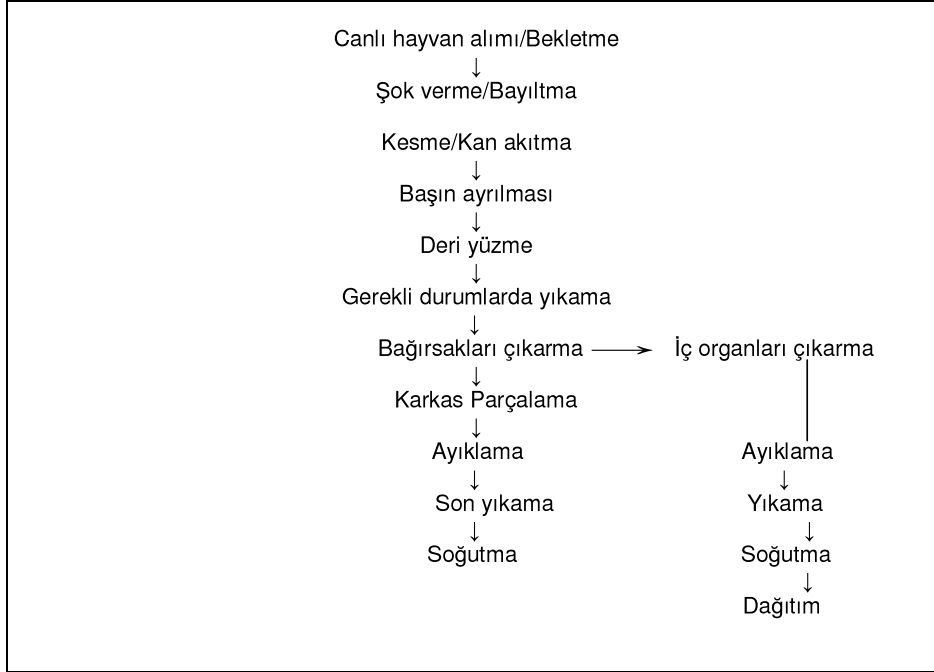 Canlı hayvan alımı/Bekletme
↓
Şok verme/Bayıltma
Kesme/Kan akıtma
↓
Başın ayrılması
↓
Deri yüzme
↓
Gerekli durumlarda yıkama
↓
Bağırsakları çıkarma → İç organları çıkarma
↓
Karkas Parçalama
↓
Ayıklama Ayıklama
↓ ↓
Son yıkama Yıkama
↓ ↓
Soğutma Soğutma
↓
Dağıtım